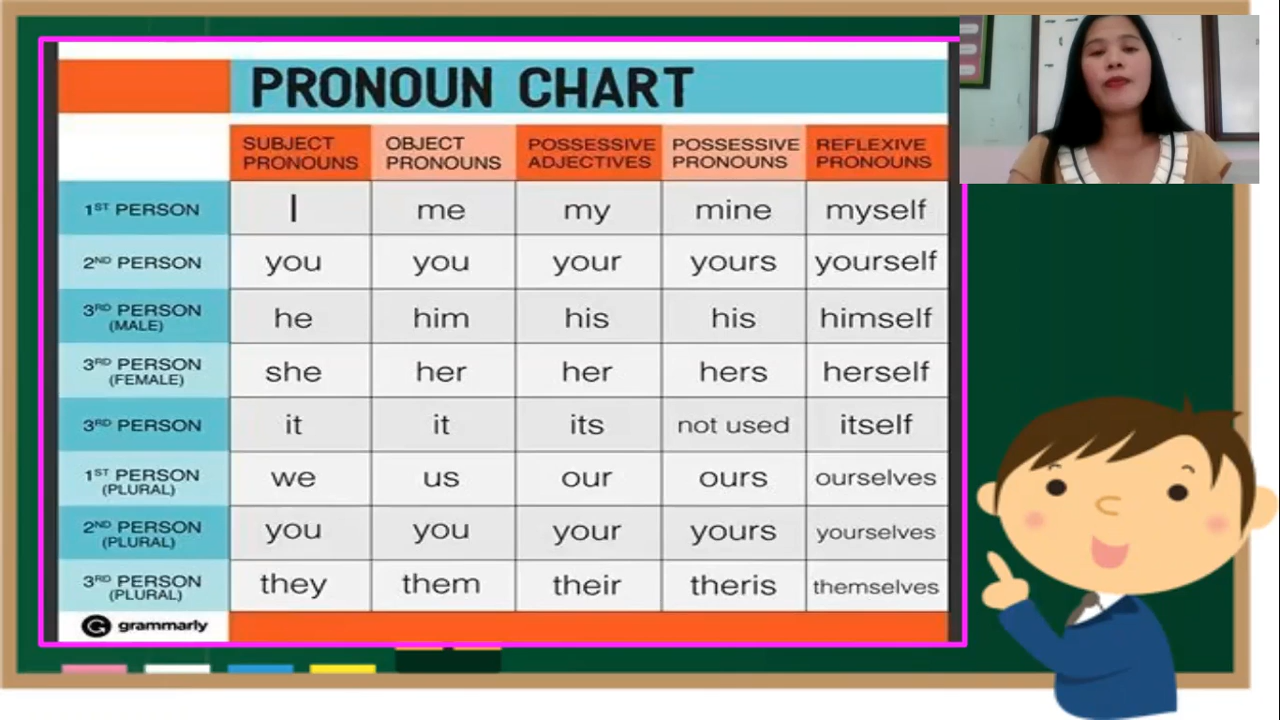 PRONOUN CHART
SUBJECT PRONOUNS OBJECT PRONOUNS POSSESSIVE ADJECTIVES POSSESSIVE PRONOUNS REFLEXIVE PRONOUNS
1ST PERSON I me my mine myself
2ND PERSON you you your yours yourself
3RD PERSON (MALE) he him his his himself
3RD PERSON (FEMALE) she her her hers herself
3RD PERSON it it its not used itself
1ST PERSON (PLURAL) we us our ours ourselves
2ND PERSON (PLURAL) you you your yours yourselves
3RD PERSON (PLURAL) they them their theris themselves
grammarly